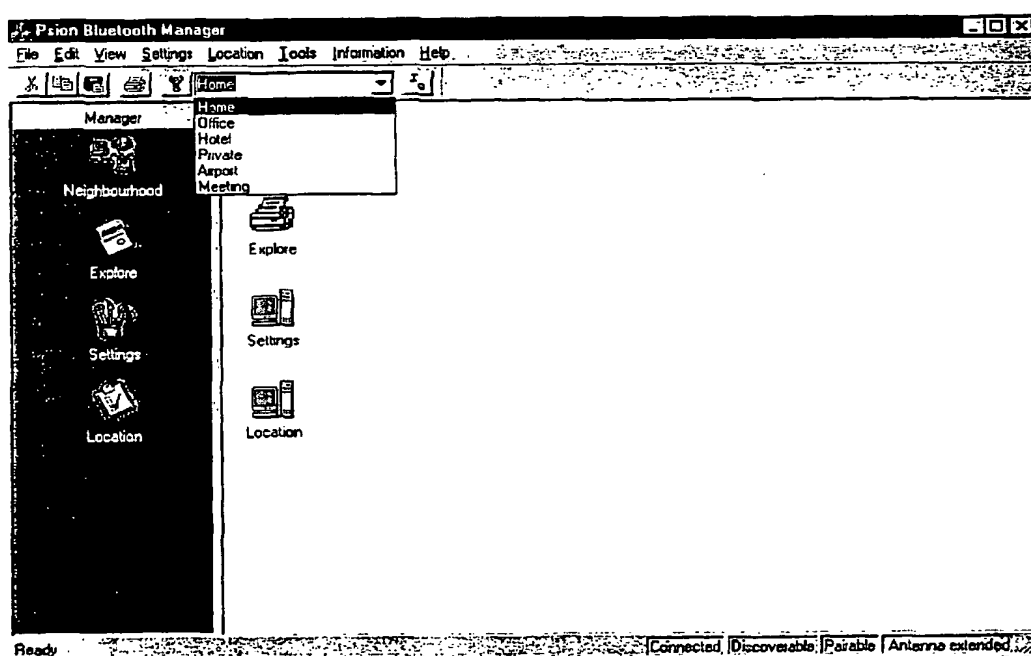 Psion Bluetooth Manager
File Edit View Settings Location Tools Information Help
Home
Manager
Home
Office
Hotel
Private
Airport
Meeting
Neighbourhood
Explore
Explore
Settings
Settings
Location
Location
Ready Connected Discoverable Pairable Antenna extended